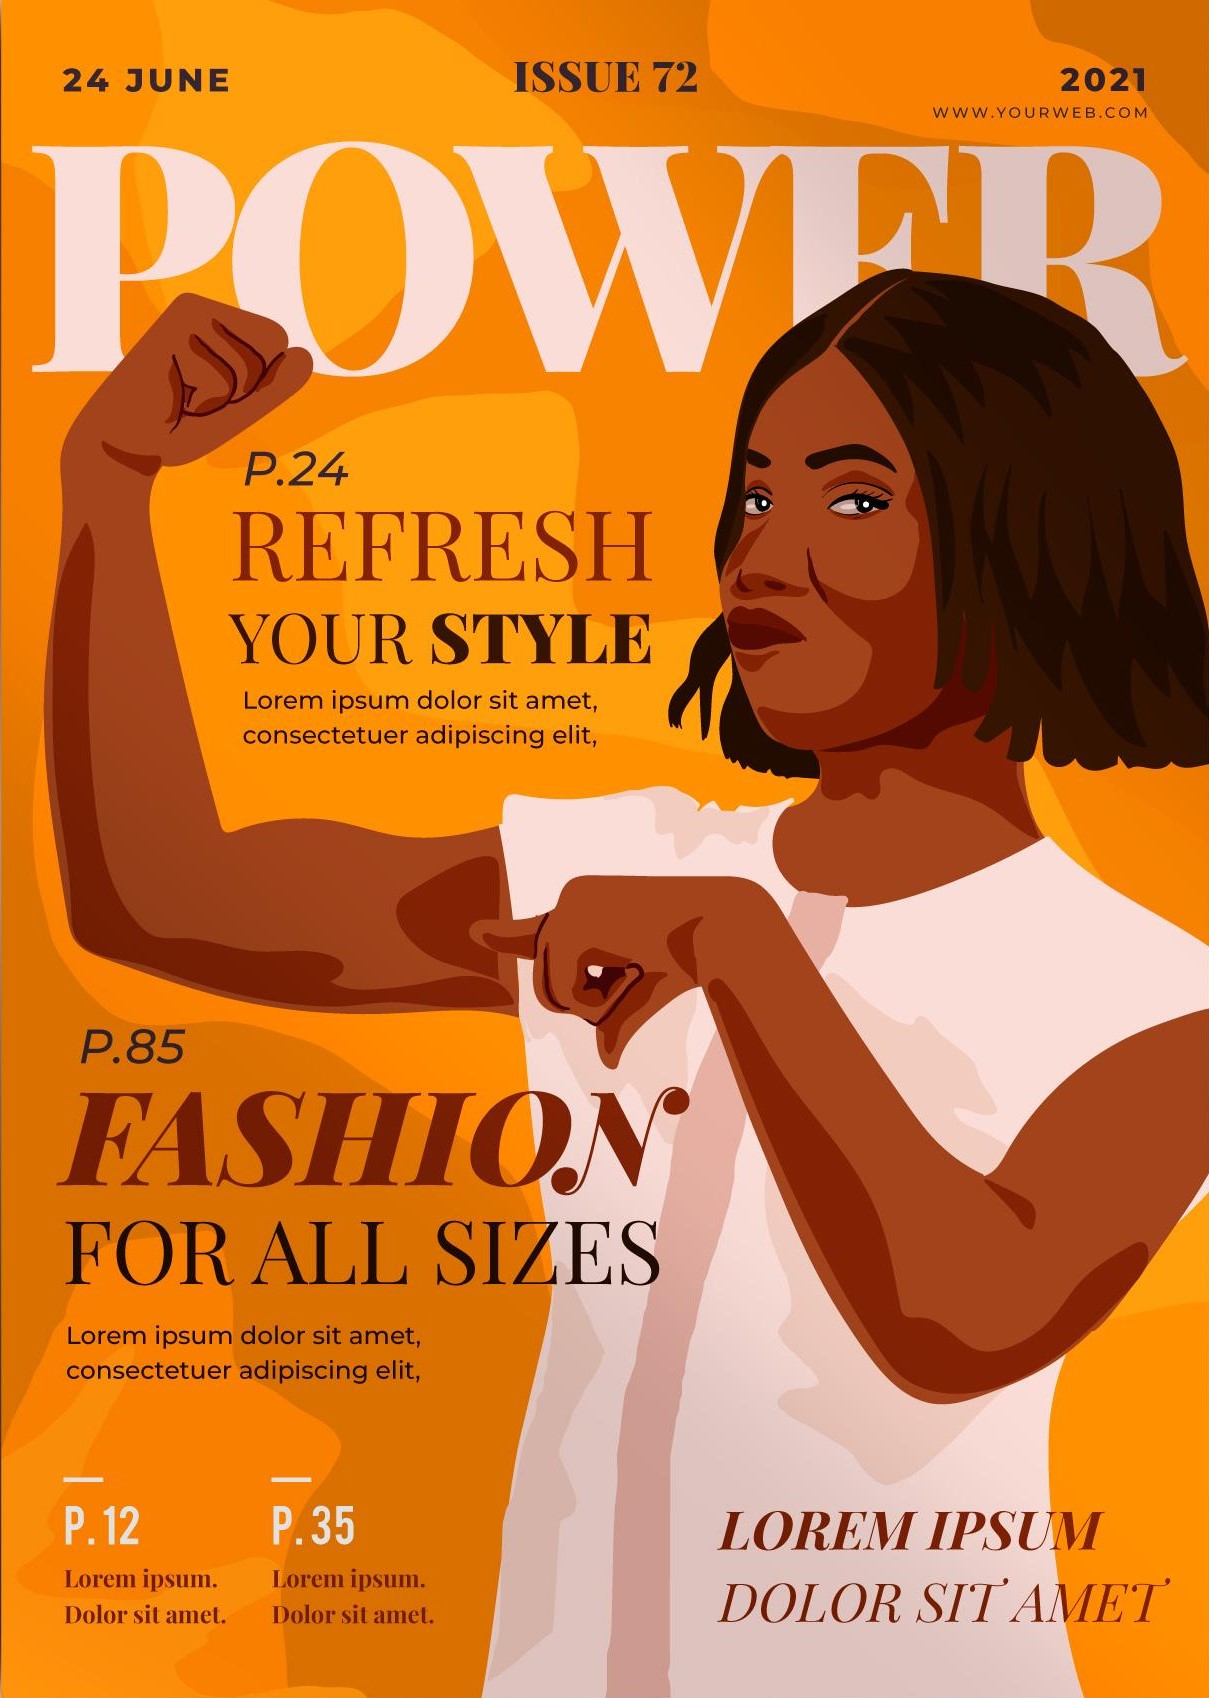 24 JUNE
ISSUE 72
2021
WWW.YOURWEB.COM
POWER
P.24
REFRESH
YOUR STYLE
Lorem ipsum dolor sit amet,
consectetuer adipiscing elit,
P.85
FASHION
FOR ALL SIZES
Lorem ipsum dolor sit amet,
consectetuer adipiscing elit,
P.12
Lorem ipsum.
Dolor sit amet.
P.35
Lorem ipsum.
Dolor sit amet.
LOREM IPSUM
DOLOR SIT AMET